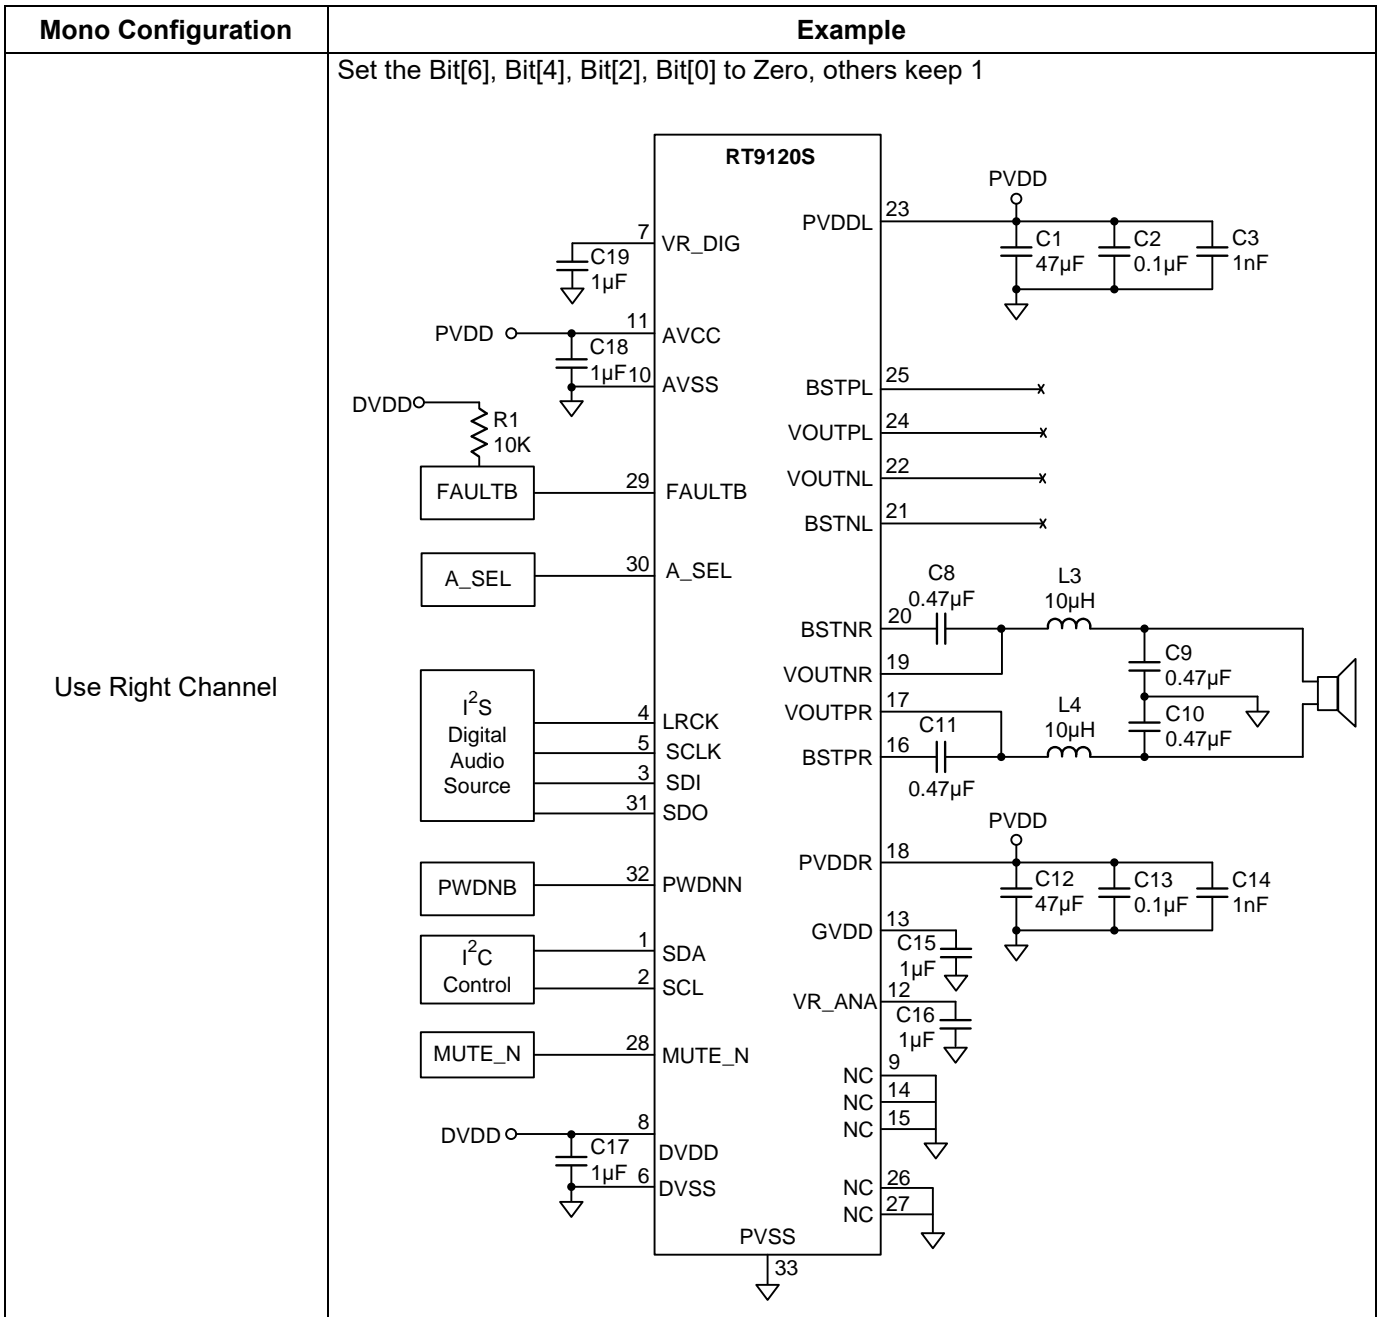 Mono Configuration
Example
Use Right Channel
Set the Bit[6], Bit[4], Bit[2], Bit[0] to Zero, others keep 1
RT9120S
7 VR_DIG
C19
1µF
PVDD 11 AVCC
C18
1µF
10 AVSS
DVDD
R1
10K
FAULTB 29 FAULTB
A_SEL 30 A_SEL
I2S
Digital
Audio
Source
4 LRCK
5 SCLK
3 SDI
31 SDO
PWDNB 32 PWDNN
I2C
Control
1 SDA
2 SCL
MUTE_N 28 MUTE_N
DVDD 8 DVDD
C17
1µF
6 DVSS
PVSS
33
PVDD
PVDDL 23
C1
47µF
C2
0.1µF
C3
1nF
BSTPL 25
VOUTPL 24
VOUTNL 22
BSTNL 21
C8
0.47µF
L3
10µH
BSTNR 20
VOUTNR 19
C9
0.47µF
VOUTPR 17
C11
L4
10µH
C10
0.47µF
BSTPR 16
0.47µF
PVDD
PVDDR 18
C12
47µF
C13
0.1µF
C14
1nF
GVDD 13
C15
1µF
VR_ANA 12
C16
1µF
NC 9
NC 14
NC 15
NC 26
NC 27